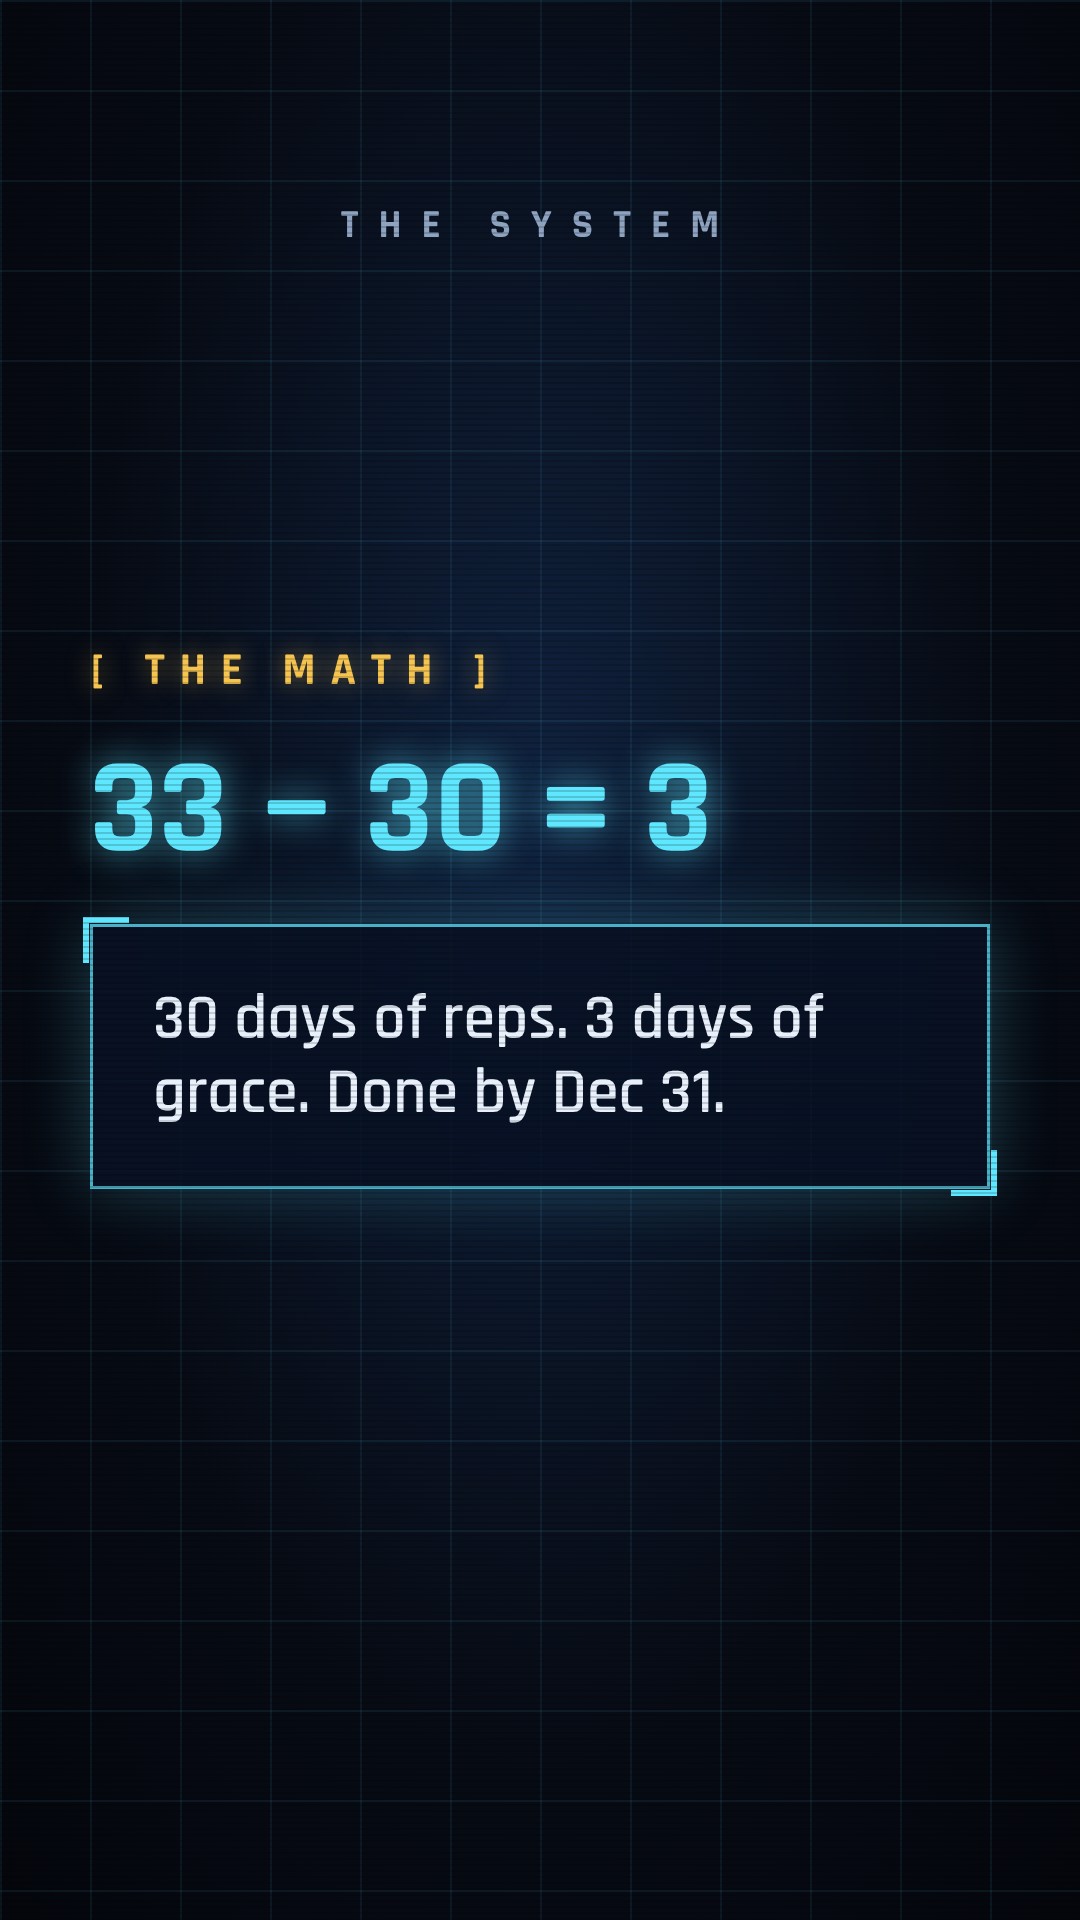 THE SYSTEM
[ THE MATH ]
33 – 30 = 3
30 days of reps. 3 days of
grace. Done by Dec 31.